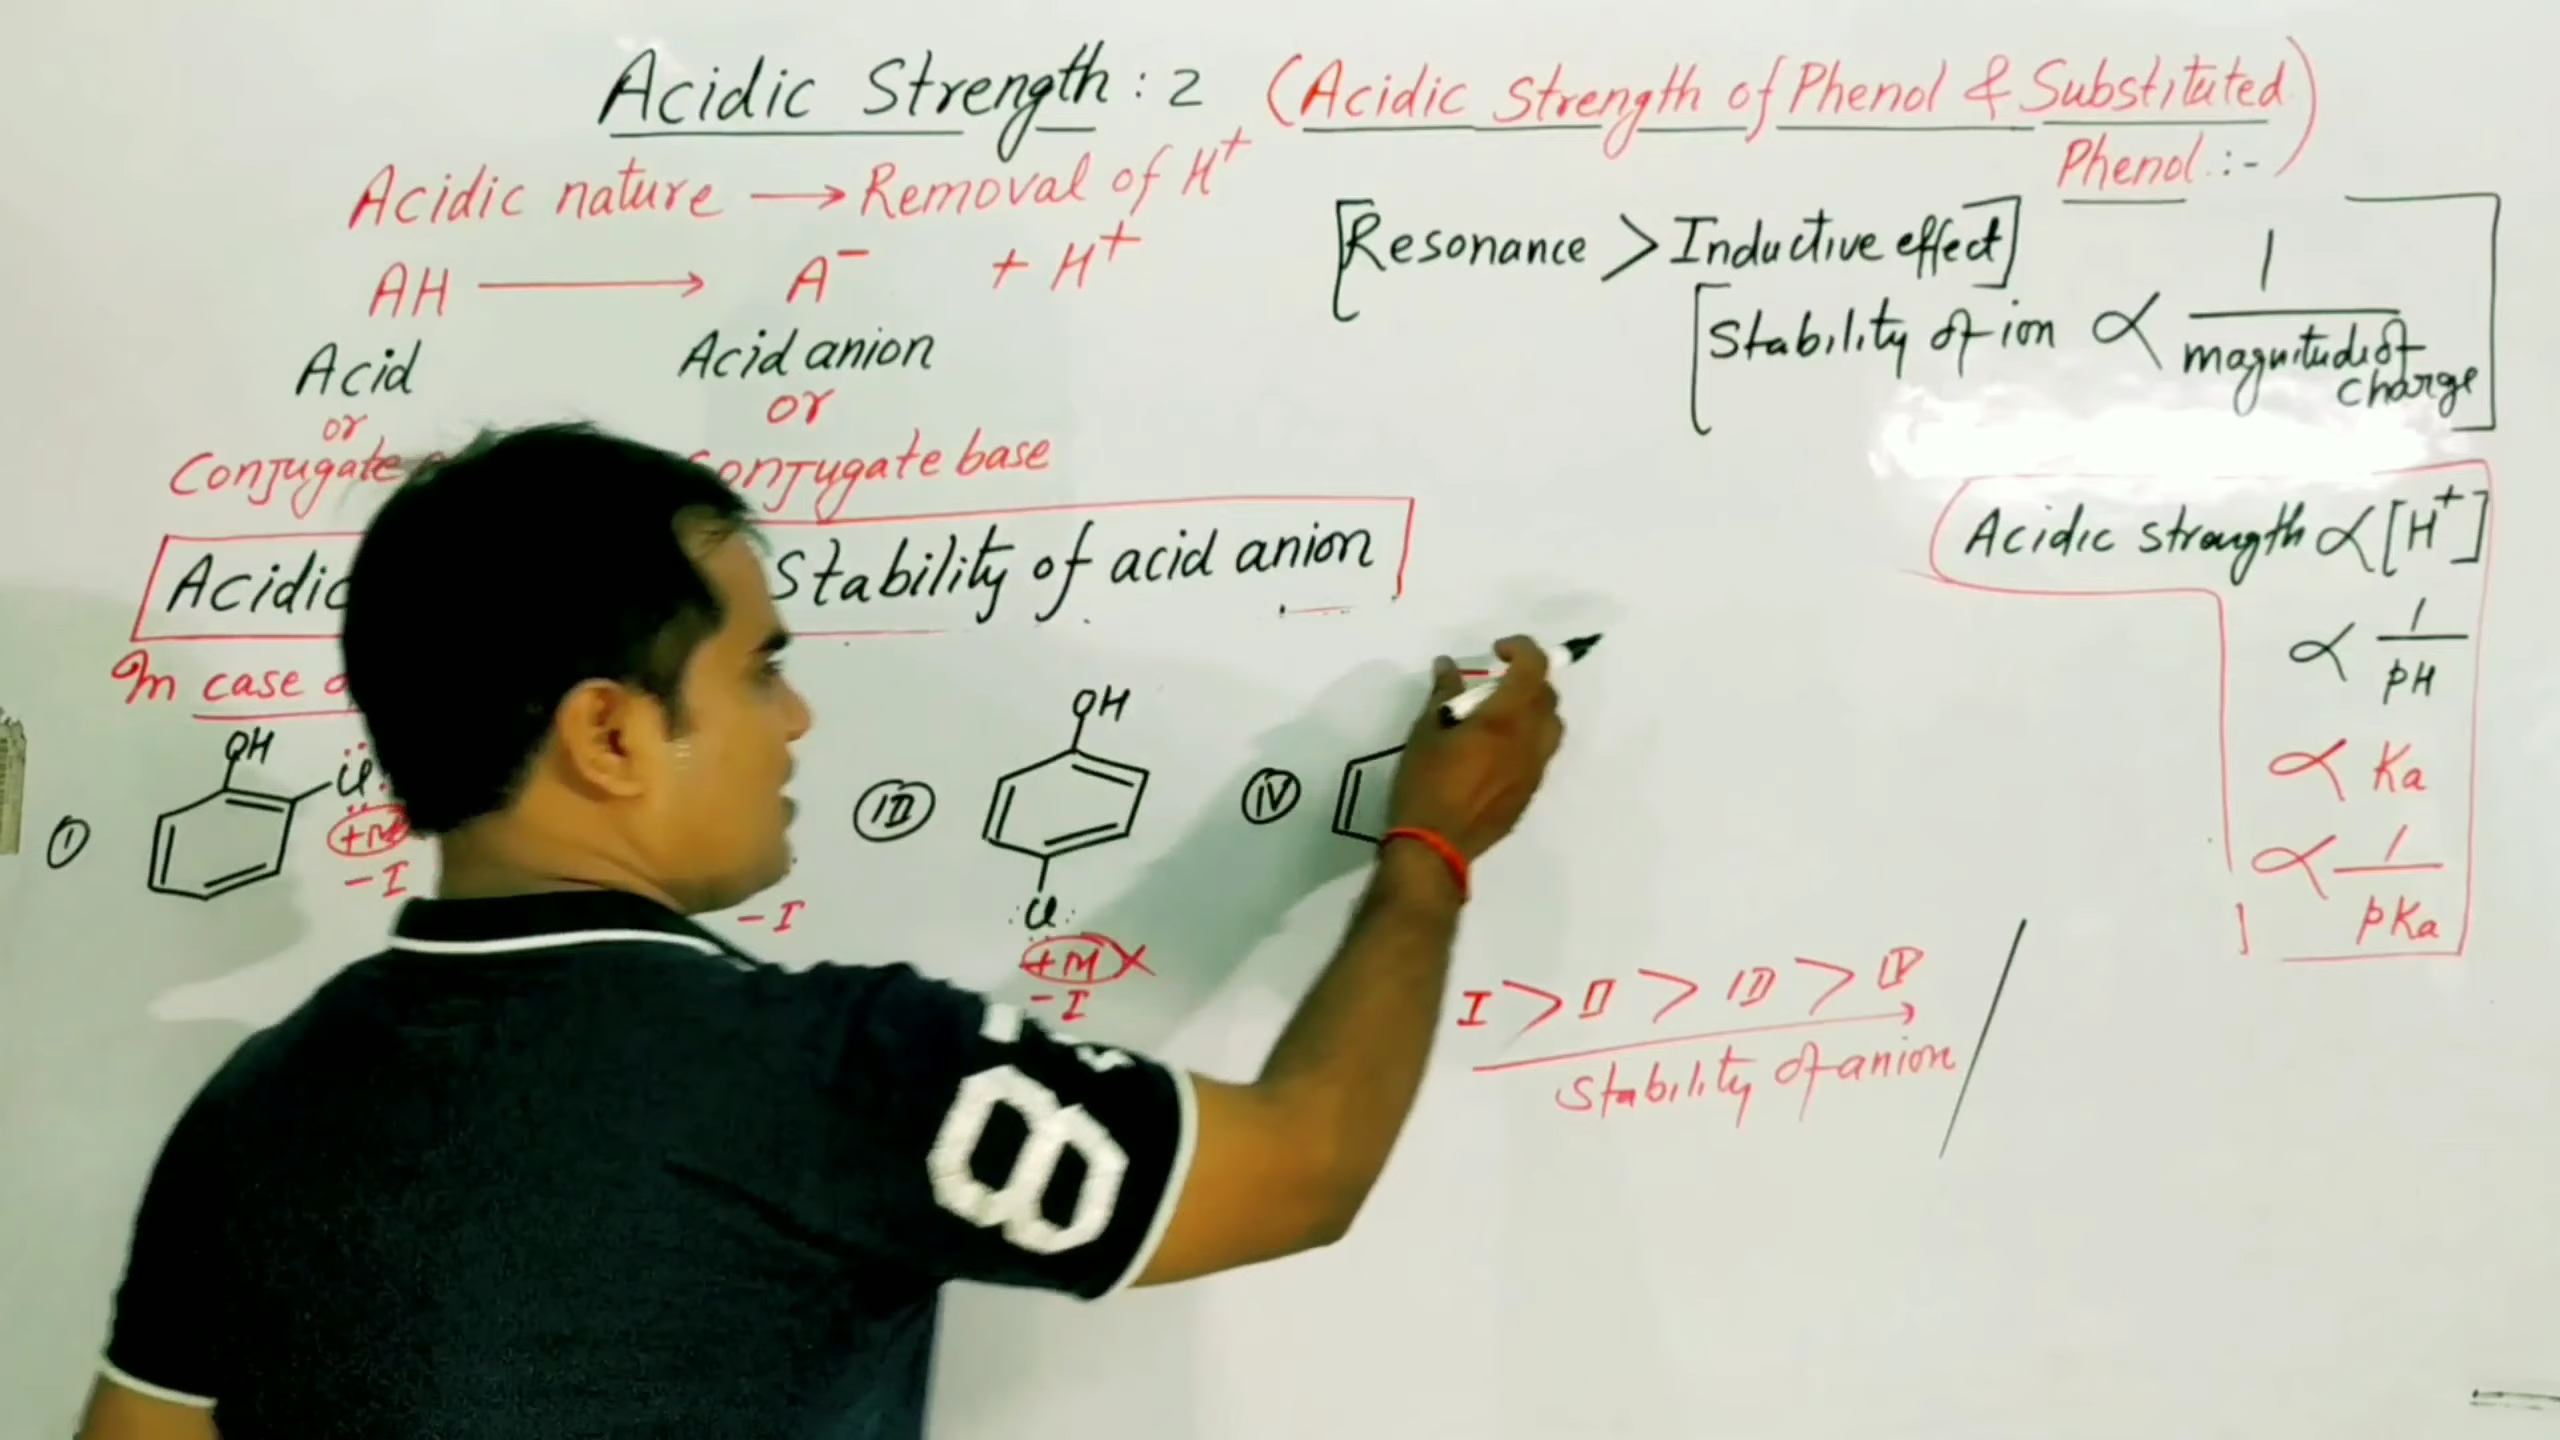 Acidic Strength : 2 (Acidic Strength of Phenol & Substituted
Phenol :-)
Acidic nature → Removal of H⁺
AH → A⁻ + H⁺
Acid
or
Conjugate
Acid anion
or
Conjugate base
[Resonance > Inductive effect]
[Stability of ion ∝ 1
magnitude of
charge]
Acidic Stability of acid anion
Acidic strength ∝ [H⁺]
∝ 1
pH
∝ Ka
∝ 1
pKa
In case
I
OH
Cl
+M
-I
-I
III
OH
Cl
+M X
-I
IV
I > II > III > IV
Stability of anion
8